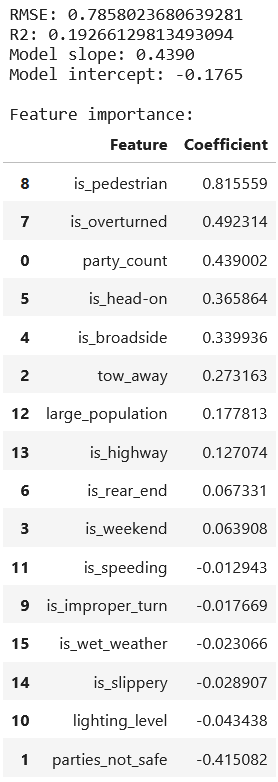 RMSE: 0.7858023680639281
R2: 0.19266129813493094
Model slope: 0.4390
Model intercept: -0.1765
Feature importance:
Feature Coefficient
8 is_pedestrian 0.815559
7 is_overturned 0.492314
0 party_count 0.439002
5 is_head-on 0.365864
4 is_broadside 0.339936
2 tow_away 0.273163
12 large_population 0.177813
13 is_highway 0.127074
6 is_rear_end 0.067331
3 is_weekend 0.063908
11 is_speeding -0.012943
9 is_improper_turn -0.017669
15 is_wet_weather -0.023066
14 is_slippery -0.028907
10 lighting_level -0.043438
1 parties_not_safe -0.415082